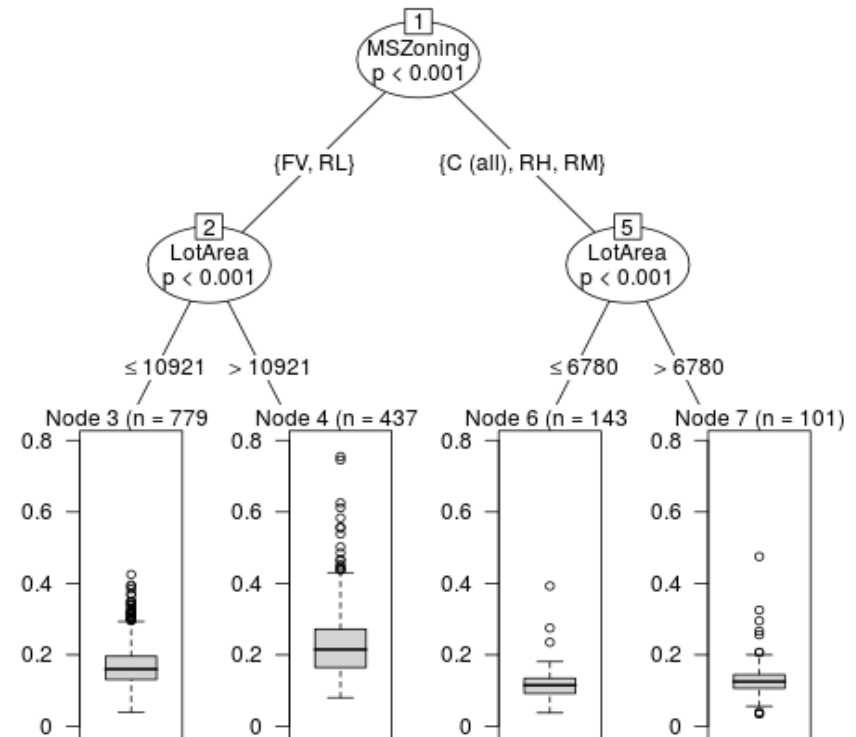 1
MSZoning
p < 0.001
{FV, RL}
{C (all), RH, RM}
2
LotArea
p < 0.001
5
LotArea
p < 0.001
≤ 10921
> 10921
≤ 6780
> 6780
Node 3 (n = 779
Node 4 (n = 437
Node 6 (n = 143
Node 7 (n = 101)
0.8
0.6
0.4
0.2
0
0.8
0.6
0.4
0.2
0
0.8
0.6
0.4
0.2
0
0.8
0.6
0.4
0.2
0